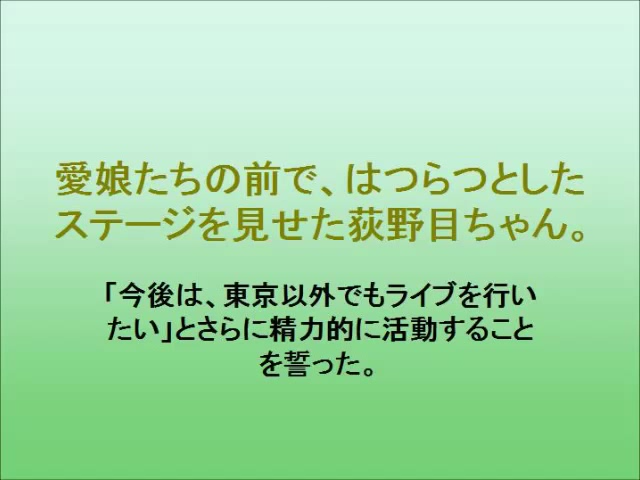 愛娘たちの前で、はつらつとした
ステージを見せた荻野目ちゃん。
「今後は、東京以外でもライブを行い
たい」とさらに精力的に活動すること
を誓った。